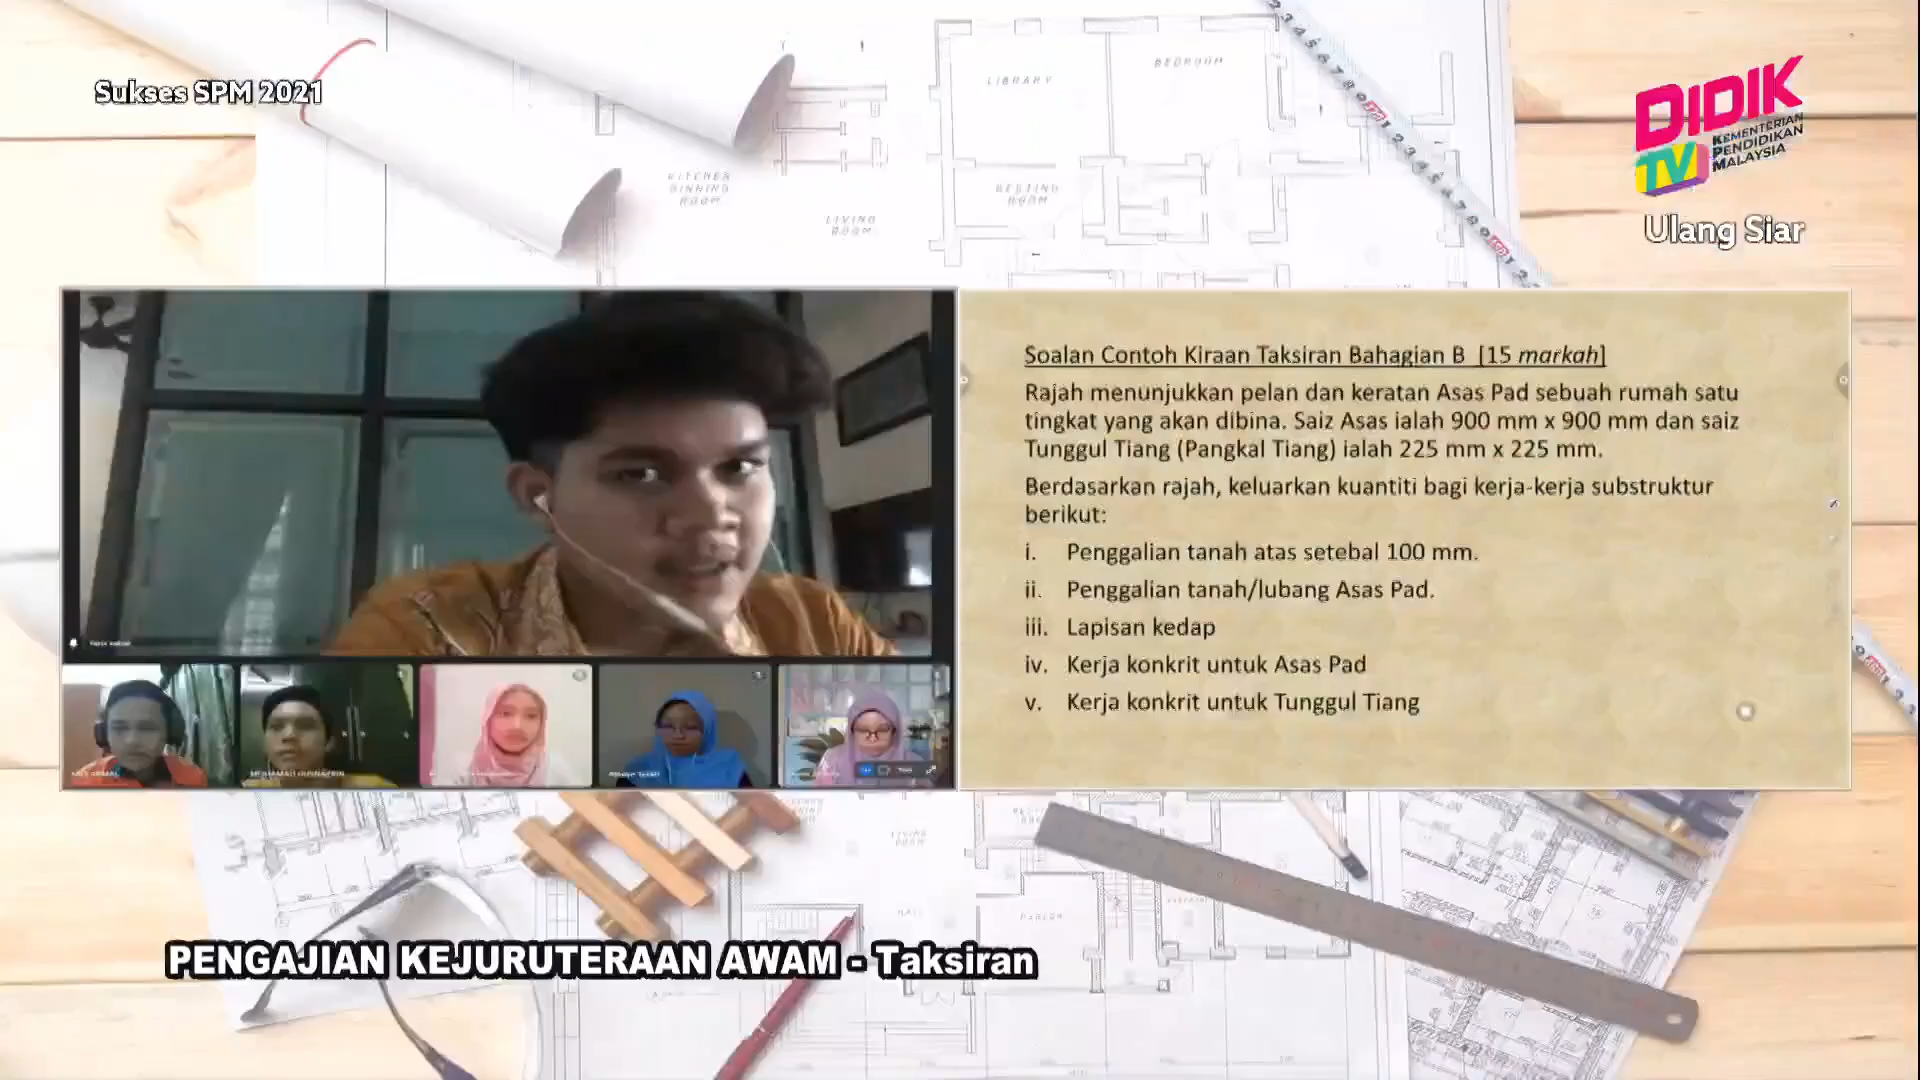 Sukses SPM 2021
DIDIK
TV
KEMENTERIAN
PENDIDIKAN
MALAYSIA
Ulang Siar
LIBRARY
BEDROOM
KITCHEN
DINNING
ROOM
LIVING
ROOM
RESTING
ROOM
Soalan Contoh Kiraan Taksiran Bahagian B [15 markah]
Rajah menunjukkan pelan dan keratan Asas Pad sebuah rumah satu
tingkat yang akan dibina. Saiz Asas ialah 900 mm x 900 mm dan saiz
Tunggul Tiang (Pangkal Tiang) ialah 225 mm x 225 mm.
Berdasarkan rajah, keluarkan kuantiti bagi kerja-kerja substruktur
berikut:
i. Penggalian tanah atas setebal 100 mm.
ii. Penggalian tanah/lubang Asas Pad.
iii. Lapisan kedap
iv. Kerja konkrit untuk Asas Pad
v. Kerja konkrit untuk Tunggul Tiang
PENGAJIAN KEJURUTERAAN AWAM - Taksiran